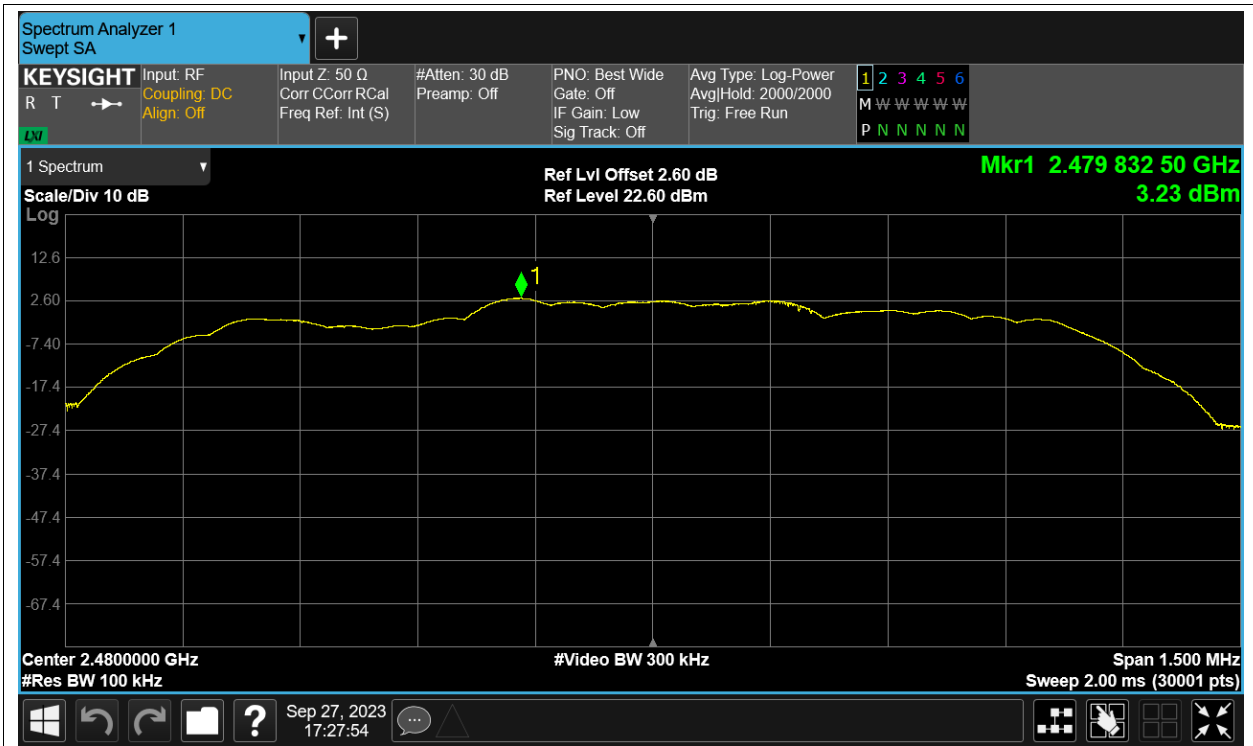 Spectrum Analyzer 1
Swept SA
KEYSIGHT
R T
LXI
Input: RF
Coupling: DC
Align: Off
Input Z: 50 Ω
Corr CCorr RCal
Freq Ref: Int (S)
#Atten: 30 dB
Preamp: Off
PNO: Best Wide
Gate: Off
IF Gain: Low
Sig Track: Off
Avg Type: Log-Power
Avg|Hold: 2000/2000
Trig: Free Run
1 2 3 4 5 6
M W W W W W
P N N N N N
1 Spectrum
Scale/Div 10 dB
Log
Ref Lvl Offset 2.60 dB
Ref Level 22.60 dBm
Mkr1 2.479 832 50 GHz
3.23 dBm
1
12.6
2.60
-7.40
-17.4
-27.4
-37.4
-47.4
-57.4
-67.4
Center 2.4800000 GHz
#Res BW 100 kHz
#Video BW 300 kHz
Span 1.500 MHz
Sweep 2.00 ms (30001 pts)
?
Sep 27, 2023
17:27:54